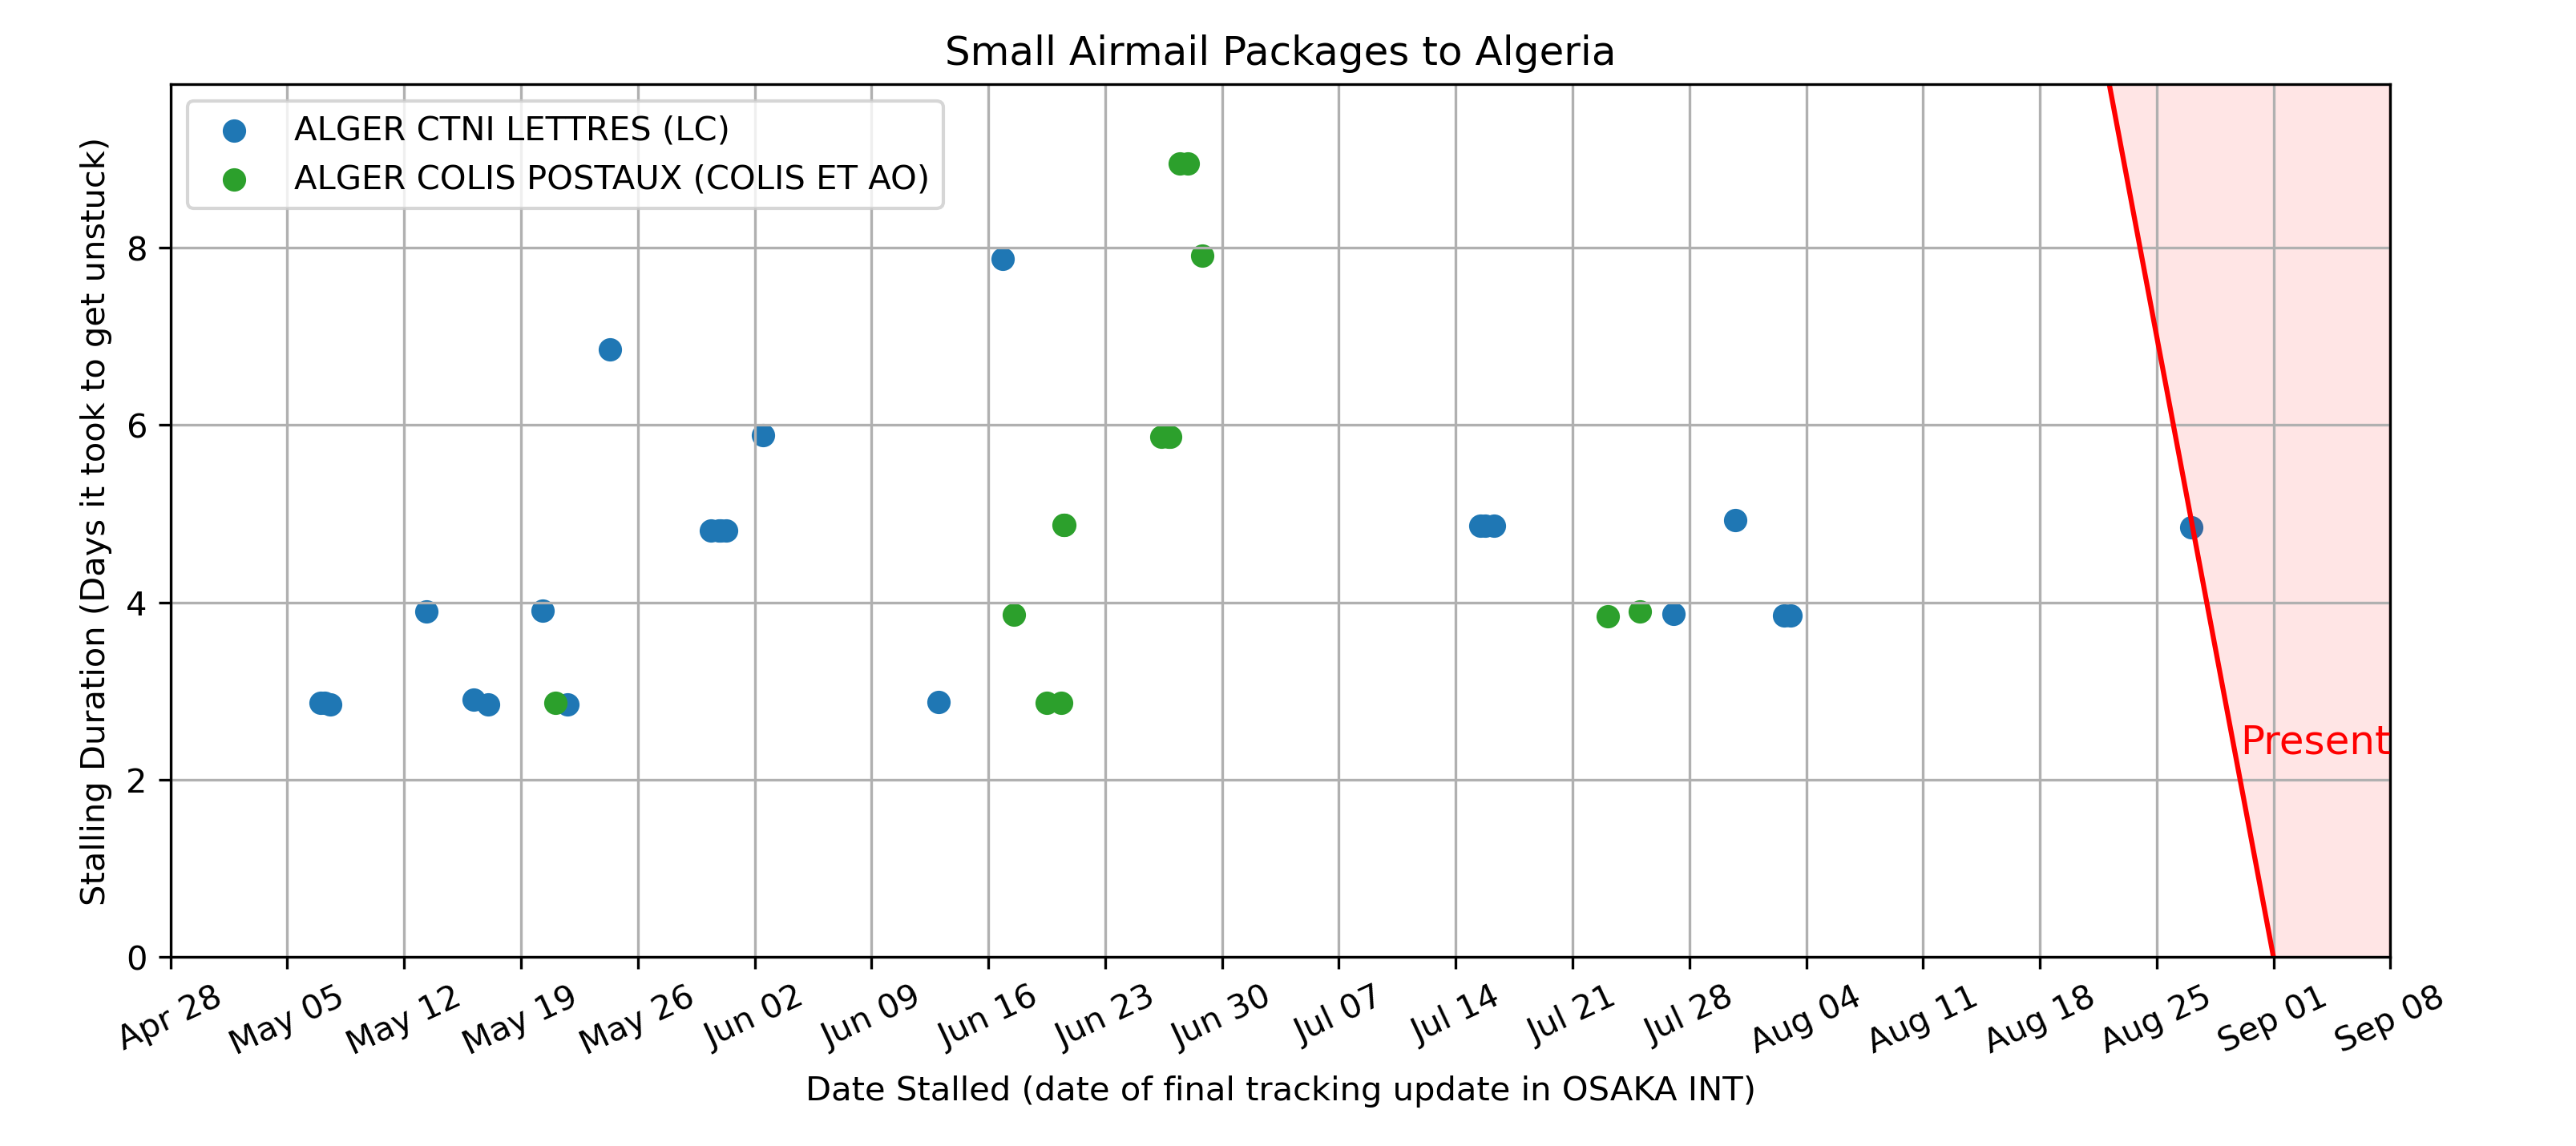 Small Airmail Packages to Algeria
ALGER CTNI LETTRES (LC)
ALGER COLIS POSTAUX (COLIS ET AO)
Stalling Duration (Days it took to get unstuck)
8
6
4
2
0
Present
Apr 28
May 05
May 12
May 19
May 26
Jun 02
Jun 09
Jun 16
Jun 23
Jun 30
Jul 07
Jul 14
Jul 21
Jul 28
Aug 04
Aug 11
Aug 18
Aug 25
Sep 01
Sep 08
Date Stalled (date of final tracking update in OSAKA INT)